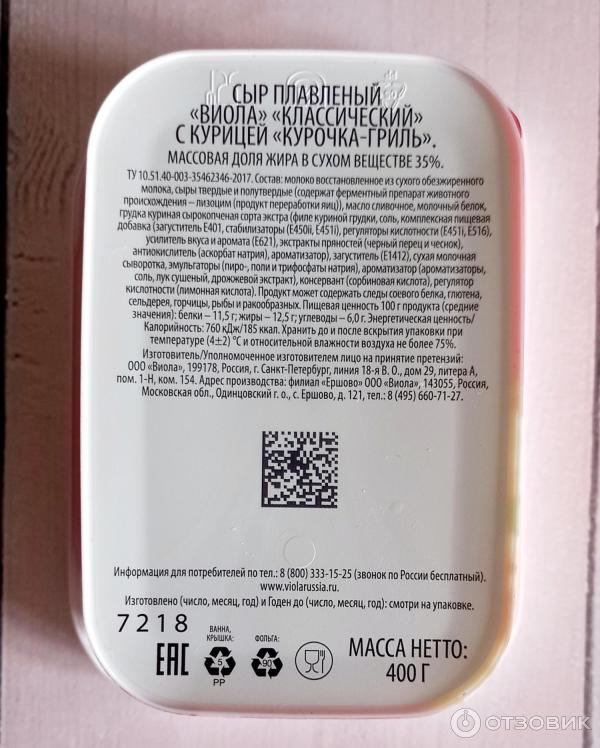 СЫР ПЛАВЛЕНЫЙ
«ВИОЛА» «КЛАССИЧЕСКИЙ»
С КУРИЦЕЙ «КУРОЧКА-ГРИЛЬ».
МАССОВАЯ ДОЛЯ ЖИРА В СУХОМ ВЕЩЕСТВЕ 35%.
ТУ 10.51.40-003-35462346-2017. Состав: молоко восстановленное из сухого обезжиренного
молока, сыры твердые и полутвердые (содержат ферментный препарат животного
происхождения – лизоцим (продукт переработки яиц)), масло сливочное, молочный белок,
грудка куриная сырокопченая сорта экстра (филе куриной грудки, соль, комплексная пищевая
добавка (загуститель Е401, стабилизаторы (Е450ii, Е451i), регуляторы кислотности (Е451i, Е516),
усилитель вкуса и аромата (Е621), экстракты пряностей (черный перец и чеснок),
антиокислитель (аскорбат натрия), ароматизатор), загуститель (Е1412), сухая молочная
сыворотка, эмульгаторы (пиро-, поли и трифосфаты натрия), ароматизатор (ароматизаторы,
соль, лук сушеный, дрожжевой экстракт), консервант (сорбиновая кислота), регулятор
кислотности (лимонная кислота). Продукт может содержать следы соевого белка, глютена,
сельдерея, горчицы, рыбы и ракообразных. Пищевая ценность 100 г продукта (средние
значения): белки – 11,5 г; жиры – 12,5 г; углеводы – 6,0 г. Энергетическая ценность/
Калорийность: 760 кДж/185 ккал. Хранить до и после вскрытия упаковки при
температуре (4±2) °С и относительной влажности воздуха не более 75%.
Изготовитель/Уполномоченное изготовителем лицо на принятие претензий:
ООО «Виола», 199178, Россия, г. Санкт-Петербург, линия 18-я В. О., дом 29, литера А,
пом. 1-Н, ком. 154. Адрес производства: филиал «Ершово» ООО «Виола», 143055, Россия,
Московская обл., Одинцовский г. о., с. Ершово, д. 121, тел.: 8 (495) 660-71-27.
Информация для потребителей по тел.: 8 (800) 333-15-25 (звонок по России бесплатный).
www.violarussia.ru.
Изготовлено (число, месяц, год) и Годен до (число, месяц, год): смотри на упаковке.
7218
ВАННА,
КРЫШКА:
ФОЛЬГА:
ЕАС
5
PP
90
МАССА НЕТТО:
400 Г
ОТЗОВИК